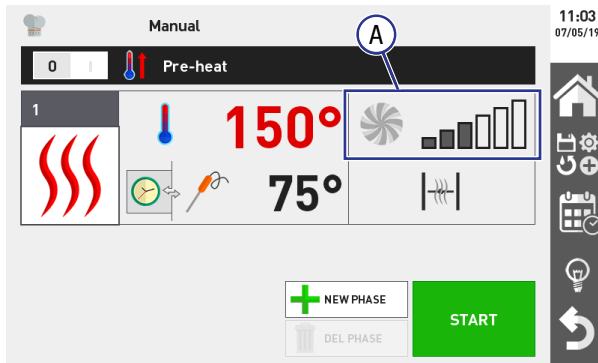 Manual
A
11:03
07/05/19
0 I
Pre-heat
1
150°
75°
NEW PHASE
DEL PHASE
START